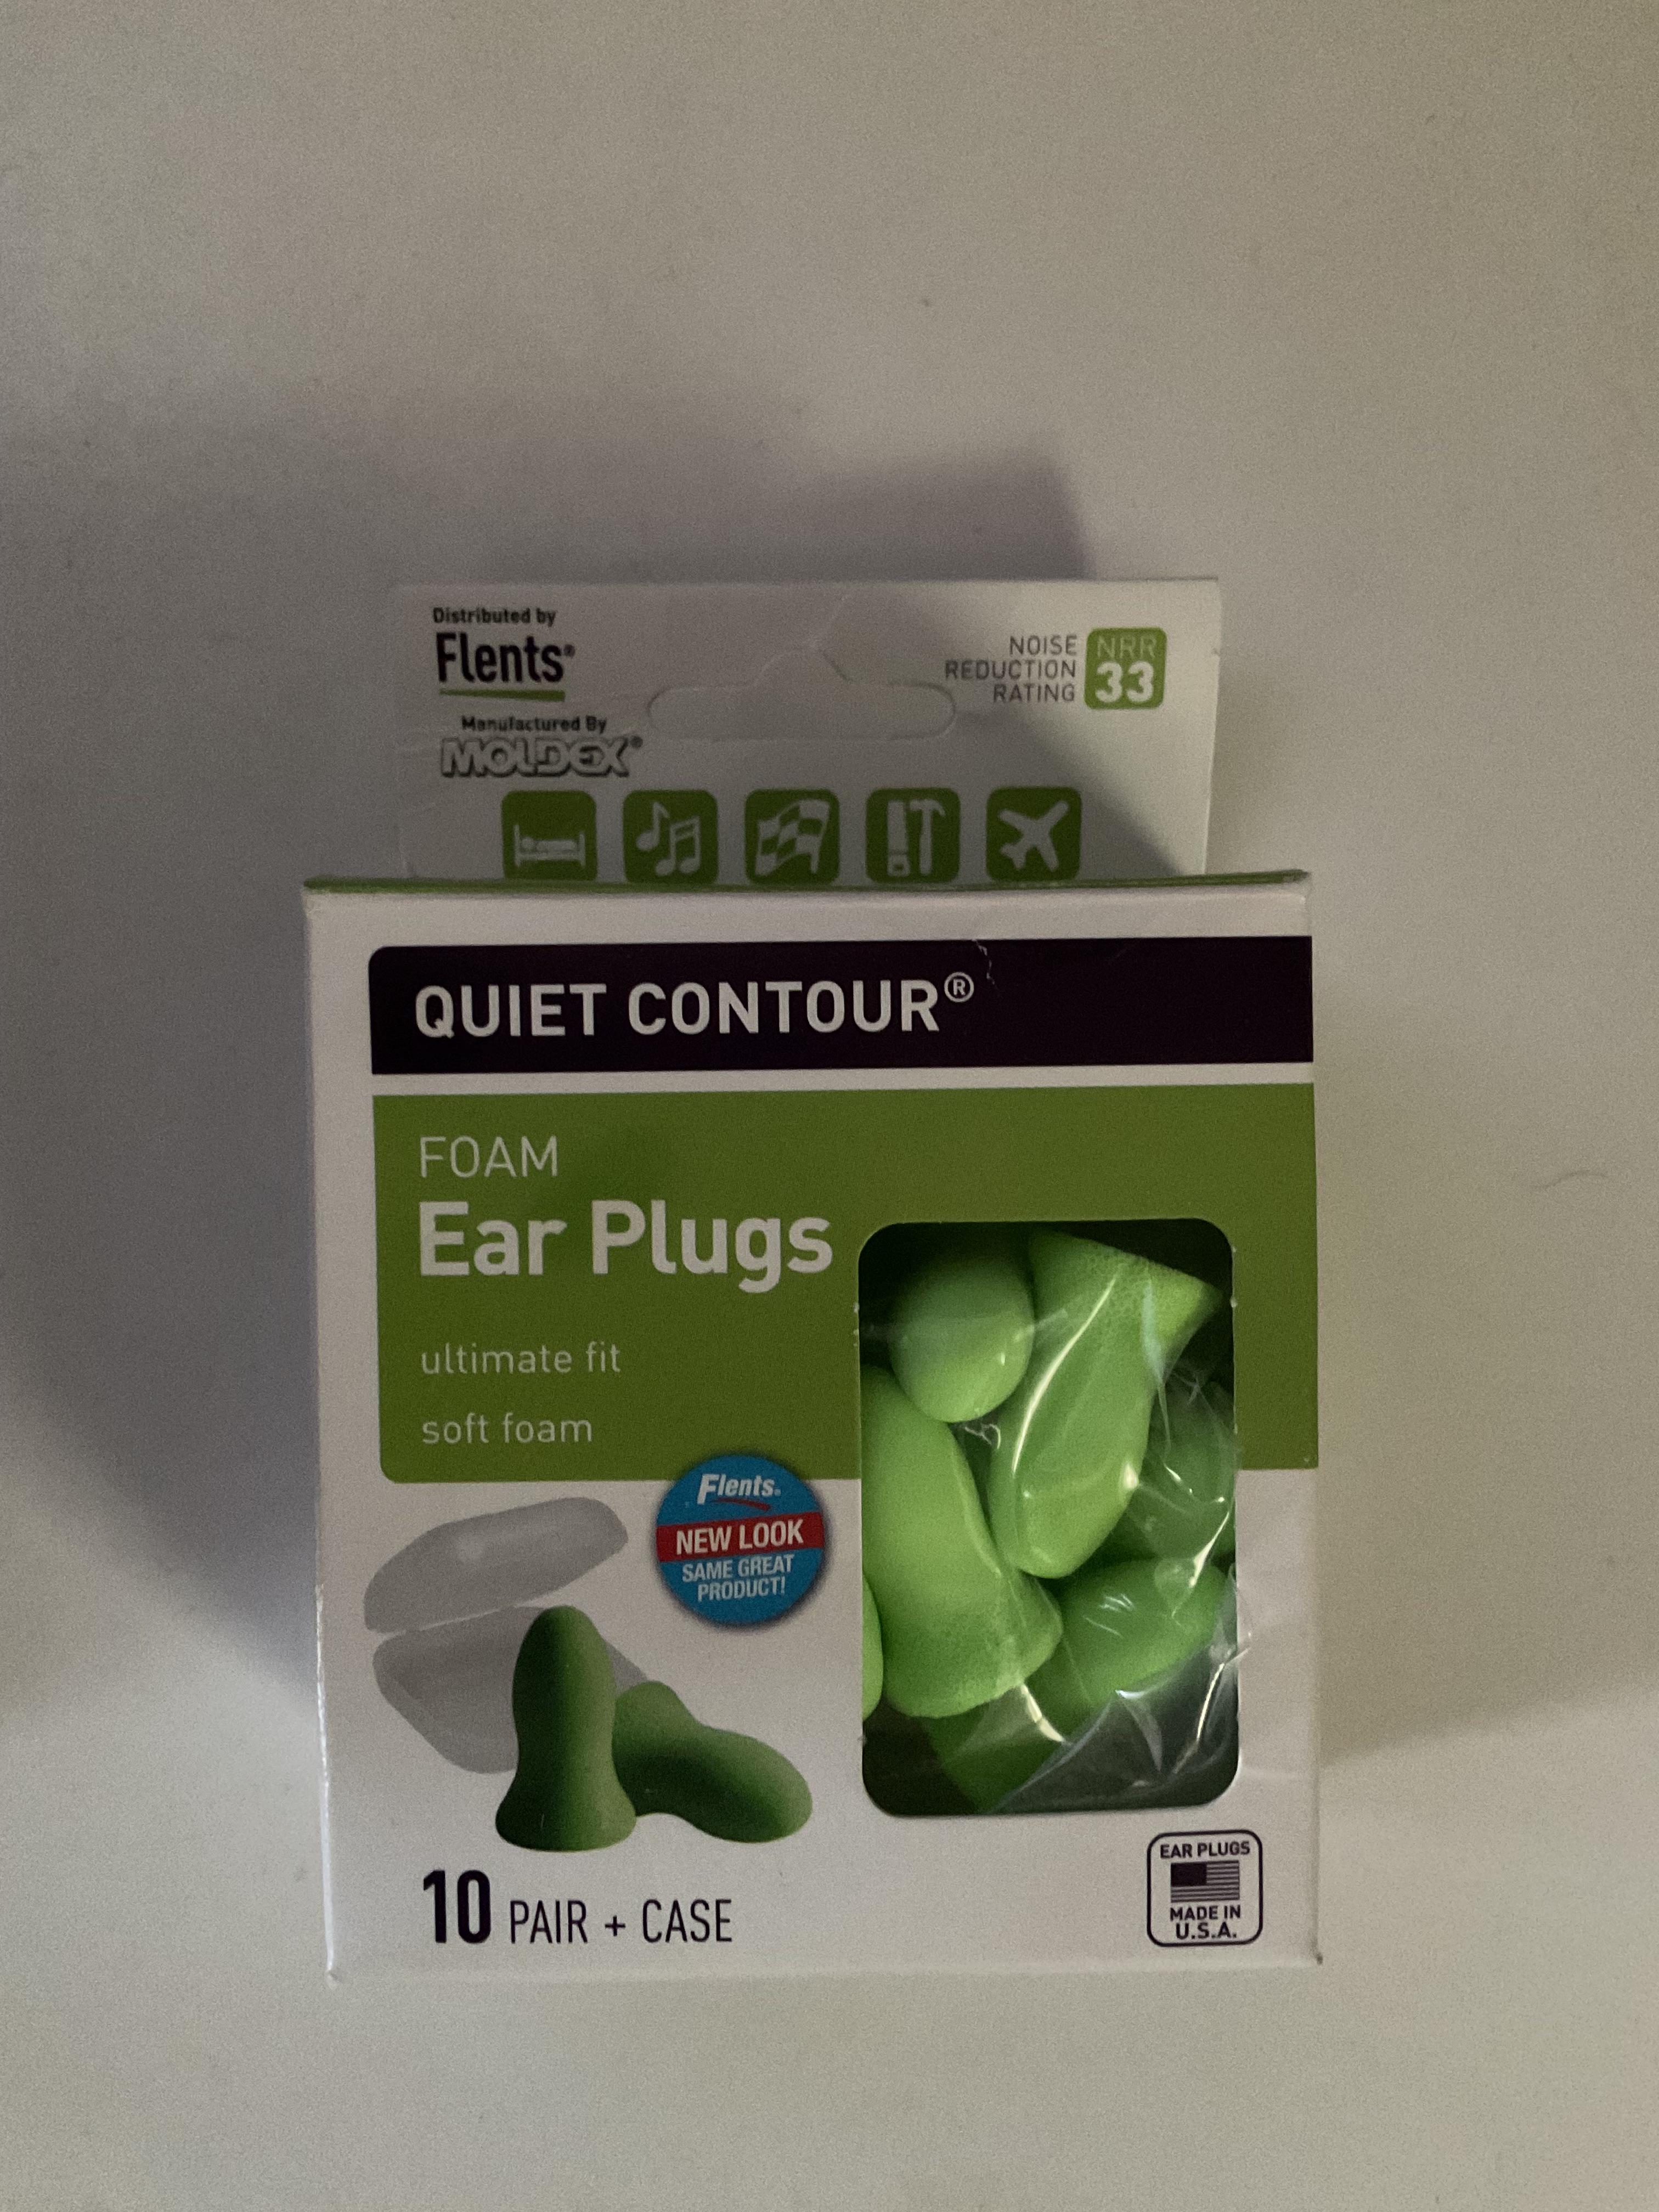 Distributed by
Flents®
Manufactured By
MOLDEX®
NOISE
REDUCTION
RATING
NRR
33
QUIET CONTOUR®
FOAM
Ear Plugs
ultimate fit
soft foam
Flents®
NEW LOOK
SAME GREAT
PRODUCT!
10 PAIR + CASE
EAR PLUGS
MADE IN
U.S.A.